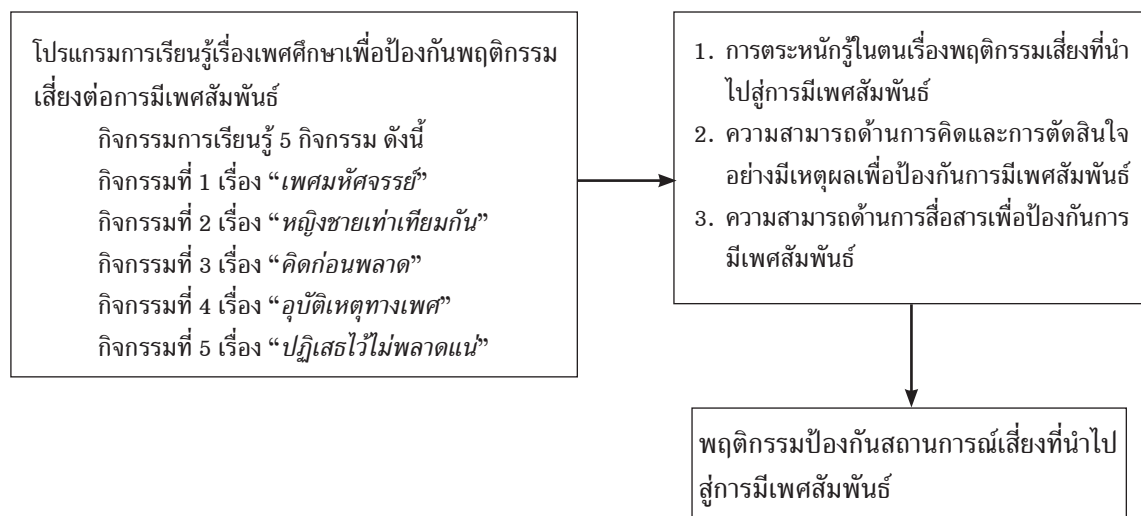 โปรแกรมการเรียนรู้เรื่องเพศศึกษาเพื่อป้องกันพฤติกรรม
เสี่ยงต่อการมีเพศสัมพันธ์
กิจกรรมการเรียนรู้ 5 กิจกรรม ดังนี้
กิจกรรมที่ 1 เรื่อง “เพศมหัศจรรย์”
กิจกรรมที่ 2 เรื่อง “หญิงชายเท่าเทียมกัน”
กิจกรรมที่ 3 เรื่อง “คิดก่อนพลาด”
กิจกรรมที่ 4 เรื่อง “อุบัติเหตุทางเพศ”
กิจกรรมที่ 5 เรื่อง “ปฏิเสธไว้ไม่พลาดแน่”
1. การตระหนักรู้ในตนเรื่องพฤติกรรมเสี่ยงที่นำ
ไปสู่การมีเพศสัมพันธ์
2. ความสามารถด้านการคิดและการตัดสินใจ
อย่างมีเหตุผลเพื่อป้องกันการมีเพศสัมพันธ์
3. ความสามารถด้านการสื่อสารเพื่อป้องกันการ
มีเพศสัมพันธ์
พฤติกรรมป้องกันสถานการณ์เสี่ยงที่นำไป
สู่การมีเพศสัมพันธ์